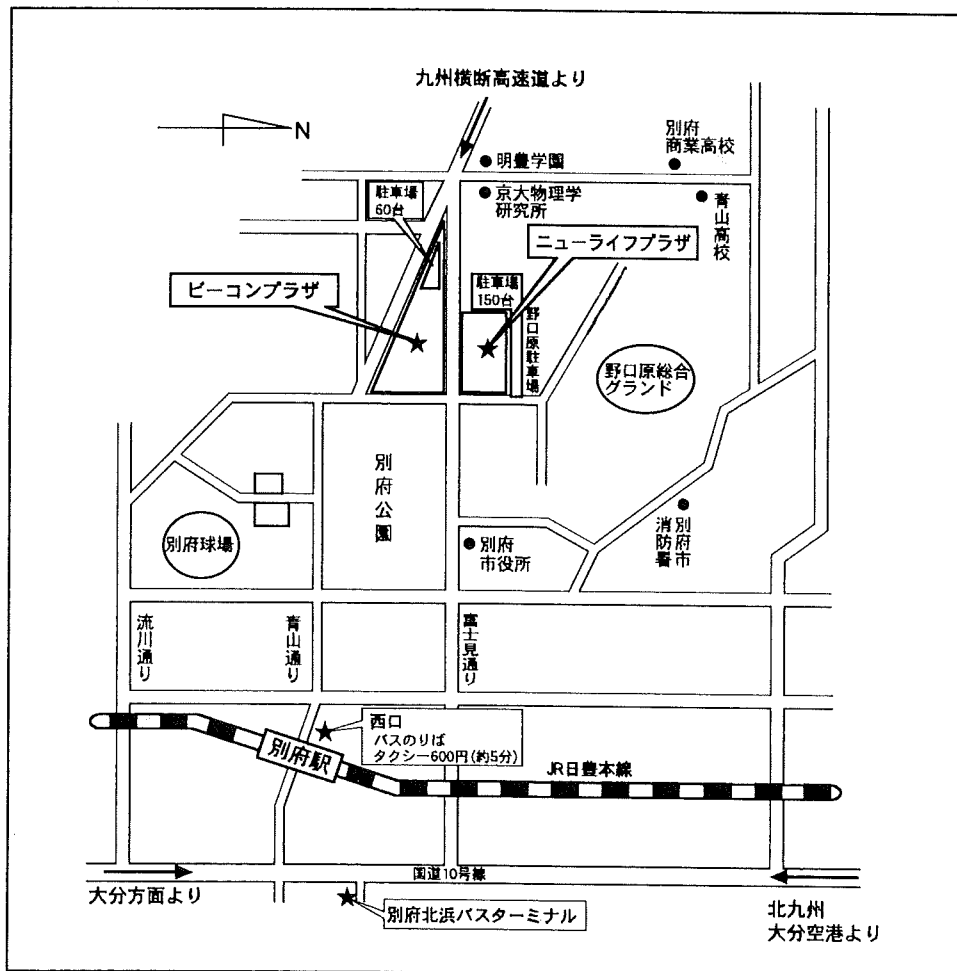 九州横断高速道より
N
別府
商業高校
明豊学園
駐車場
60台
京大物理学
研究所
青山高校
ニューライフプラザ
ビーコンプラザ
駐車場
150台
野口原駐車場
野口原総合
グランド
別府公園
別府球場
別府
市役所
別府市
消防署
流川通り
青山通り
富士見通り
西口
バスのりば
タクシー600円(約5分)
別府駅
JR日豊本線
国道10号線
大分方面より
別府北浜バスターミナル
北九州
大分空港より